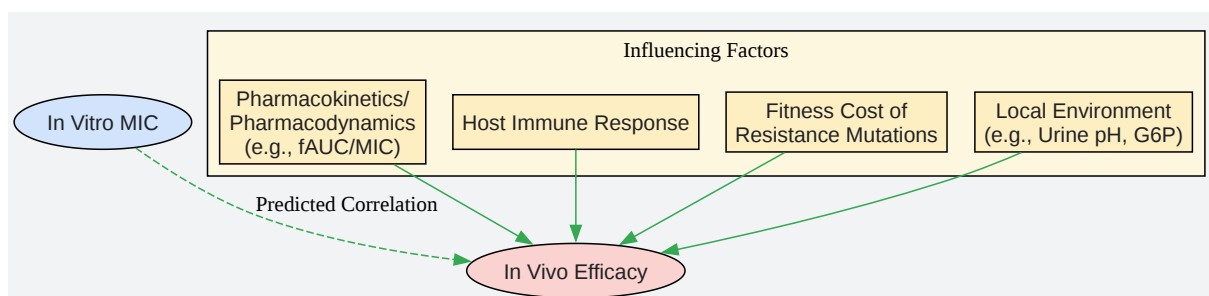 Influencing Factors
In Vitro MIC
Pharmacokinetics/
Pharmacodynamics
(e.g., fAUC/MIC)
Host Immune Response
Fitness Cost of
Resistance Mutations
Local Environment
(e.g., Urine pH, G6P)
Predicted Correlation
In Vivo Efficacy